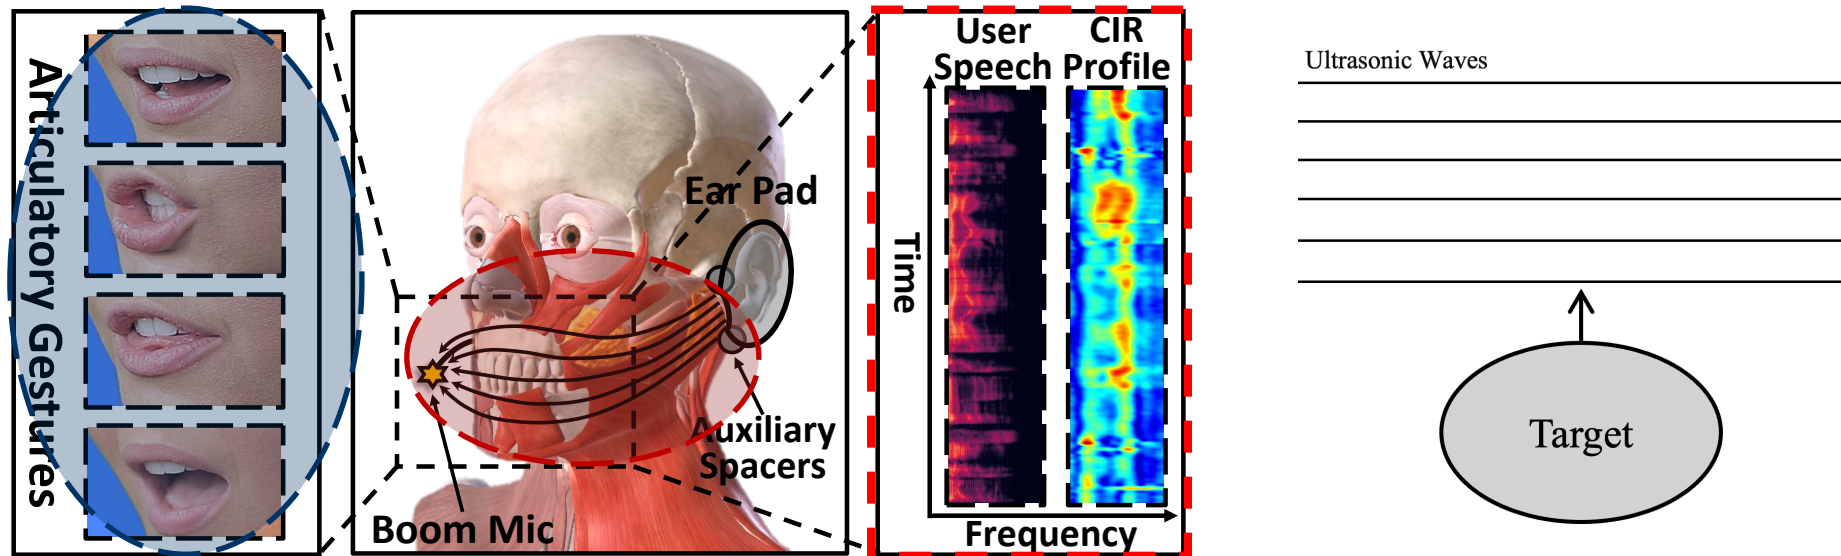 Articulatory Gestures
Ear Pad
Auxiliary
Spacers
Boom Mic
User
Speech
CIR
Profile
Time
Frequency
Ultrasonic Waves
Target